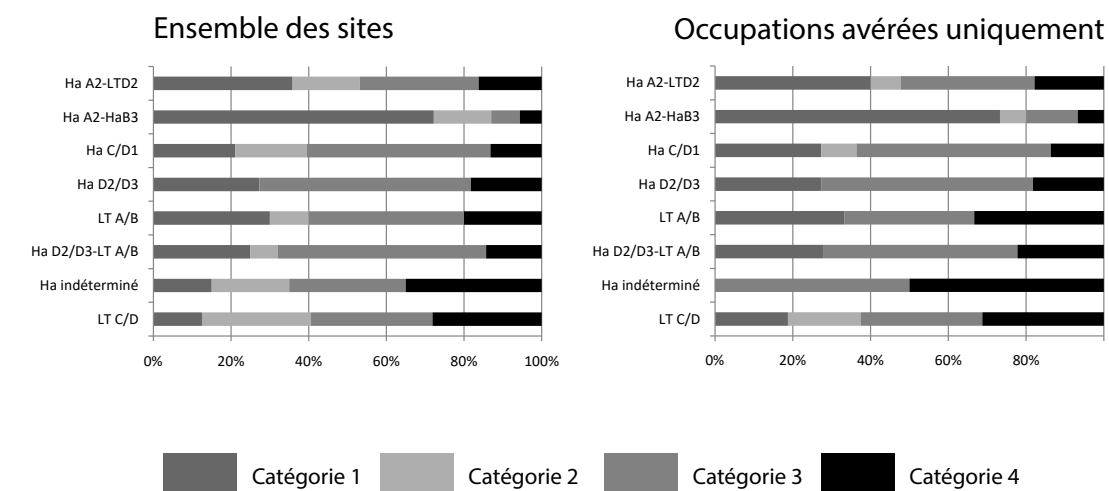 Ensemble des sites
Ha A2-LTD2
Ha A2-HaB3
Ha C/D1
Ha D2/D3
LT A/B
Ha D2/D3-LT A/B
Ha indéterminé
LT C/D
0% 20% 40% 60% 80% 100%
Occupations avérées uniquement
Ha A2-LTD2
Ha A2-HaB3
Ha C/D1
Ha D2/D3
LT A/B
Ha D2/D3-LT A/B
Ha indéterminé
LT C/D
0% 20% 40% 60% 80%
Catégorie 1 Catégorie 2 Catégorie 3 Catégorie 4